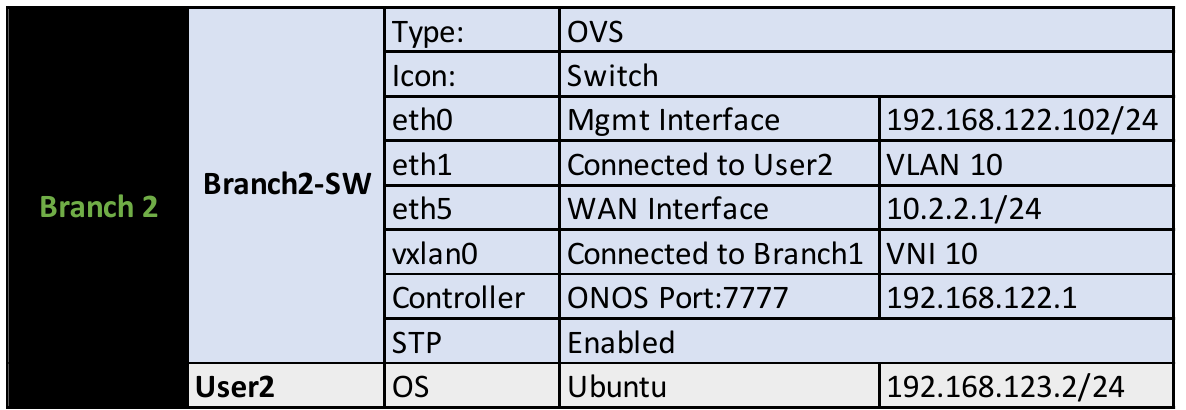 Branch 2
Branch2-SW
Type: OVS
Icon: Switch
eth0 Mgmt Interface 192.168.122.102/24
eth1 Connected to User2 VLAN 10
eth5 WAN Interface 10.2.2.1/24
vxlan0 Connected to Branch1 VNI 10
Controller ONOS Port:7777 192.168.122.1
STP Enabled
User2 OS Ubuntu 192.168.123.2/24